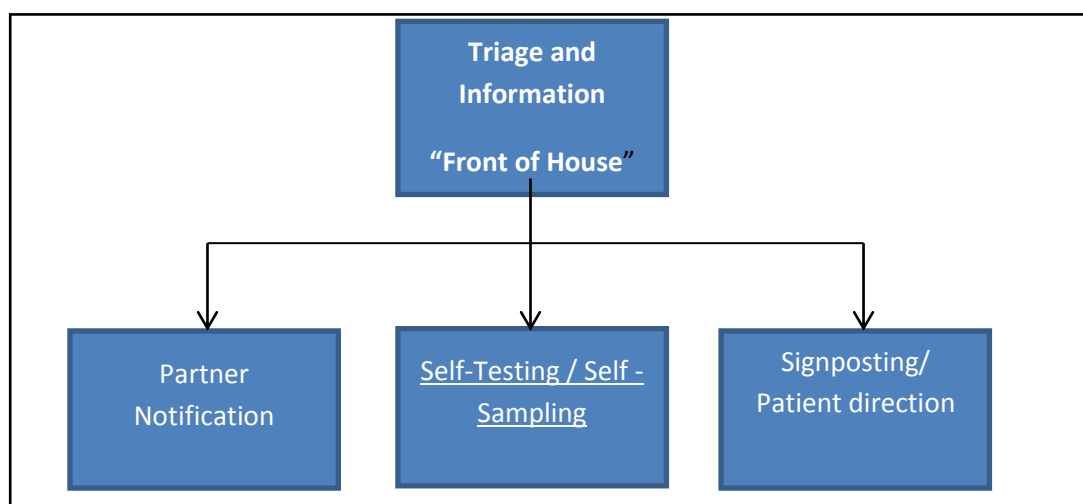 Triage and
Information
“Front of House”
Partner
Notification
Self-Testing / Self -
Sampling
Signposting/
Patient direction